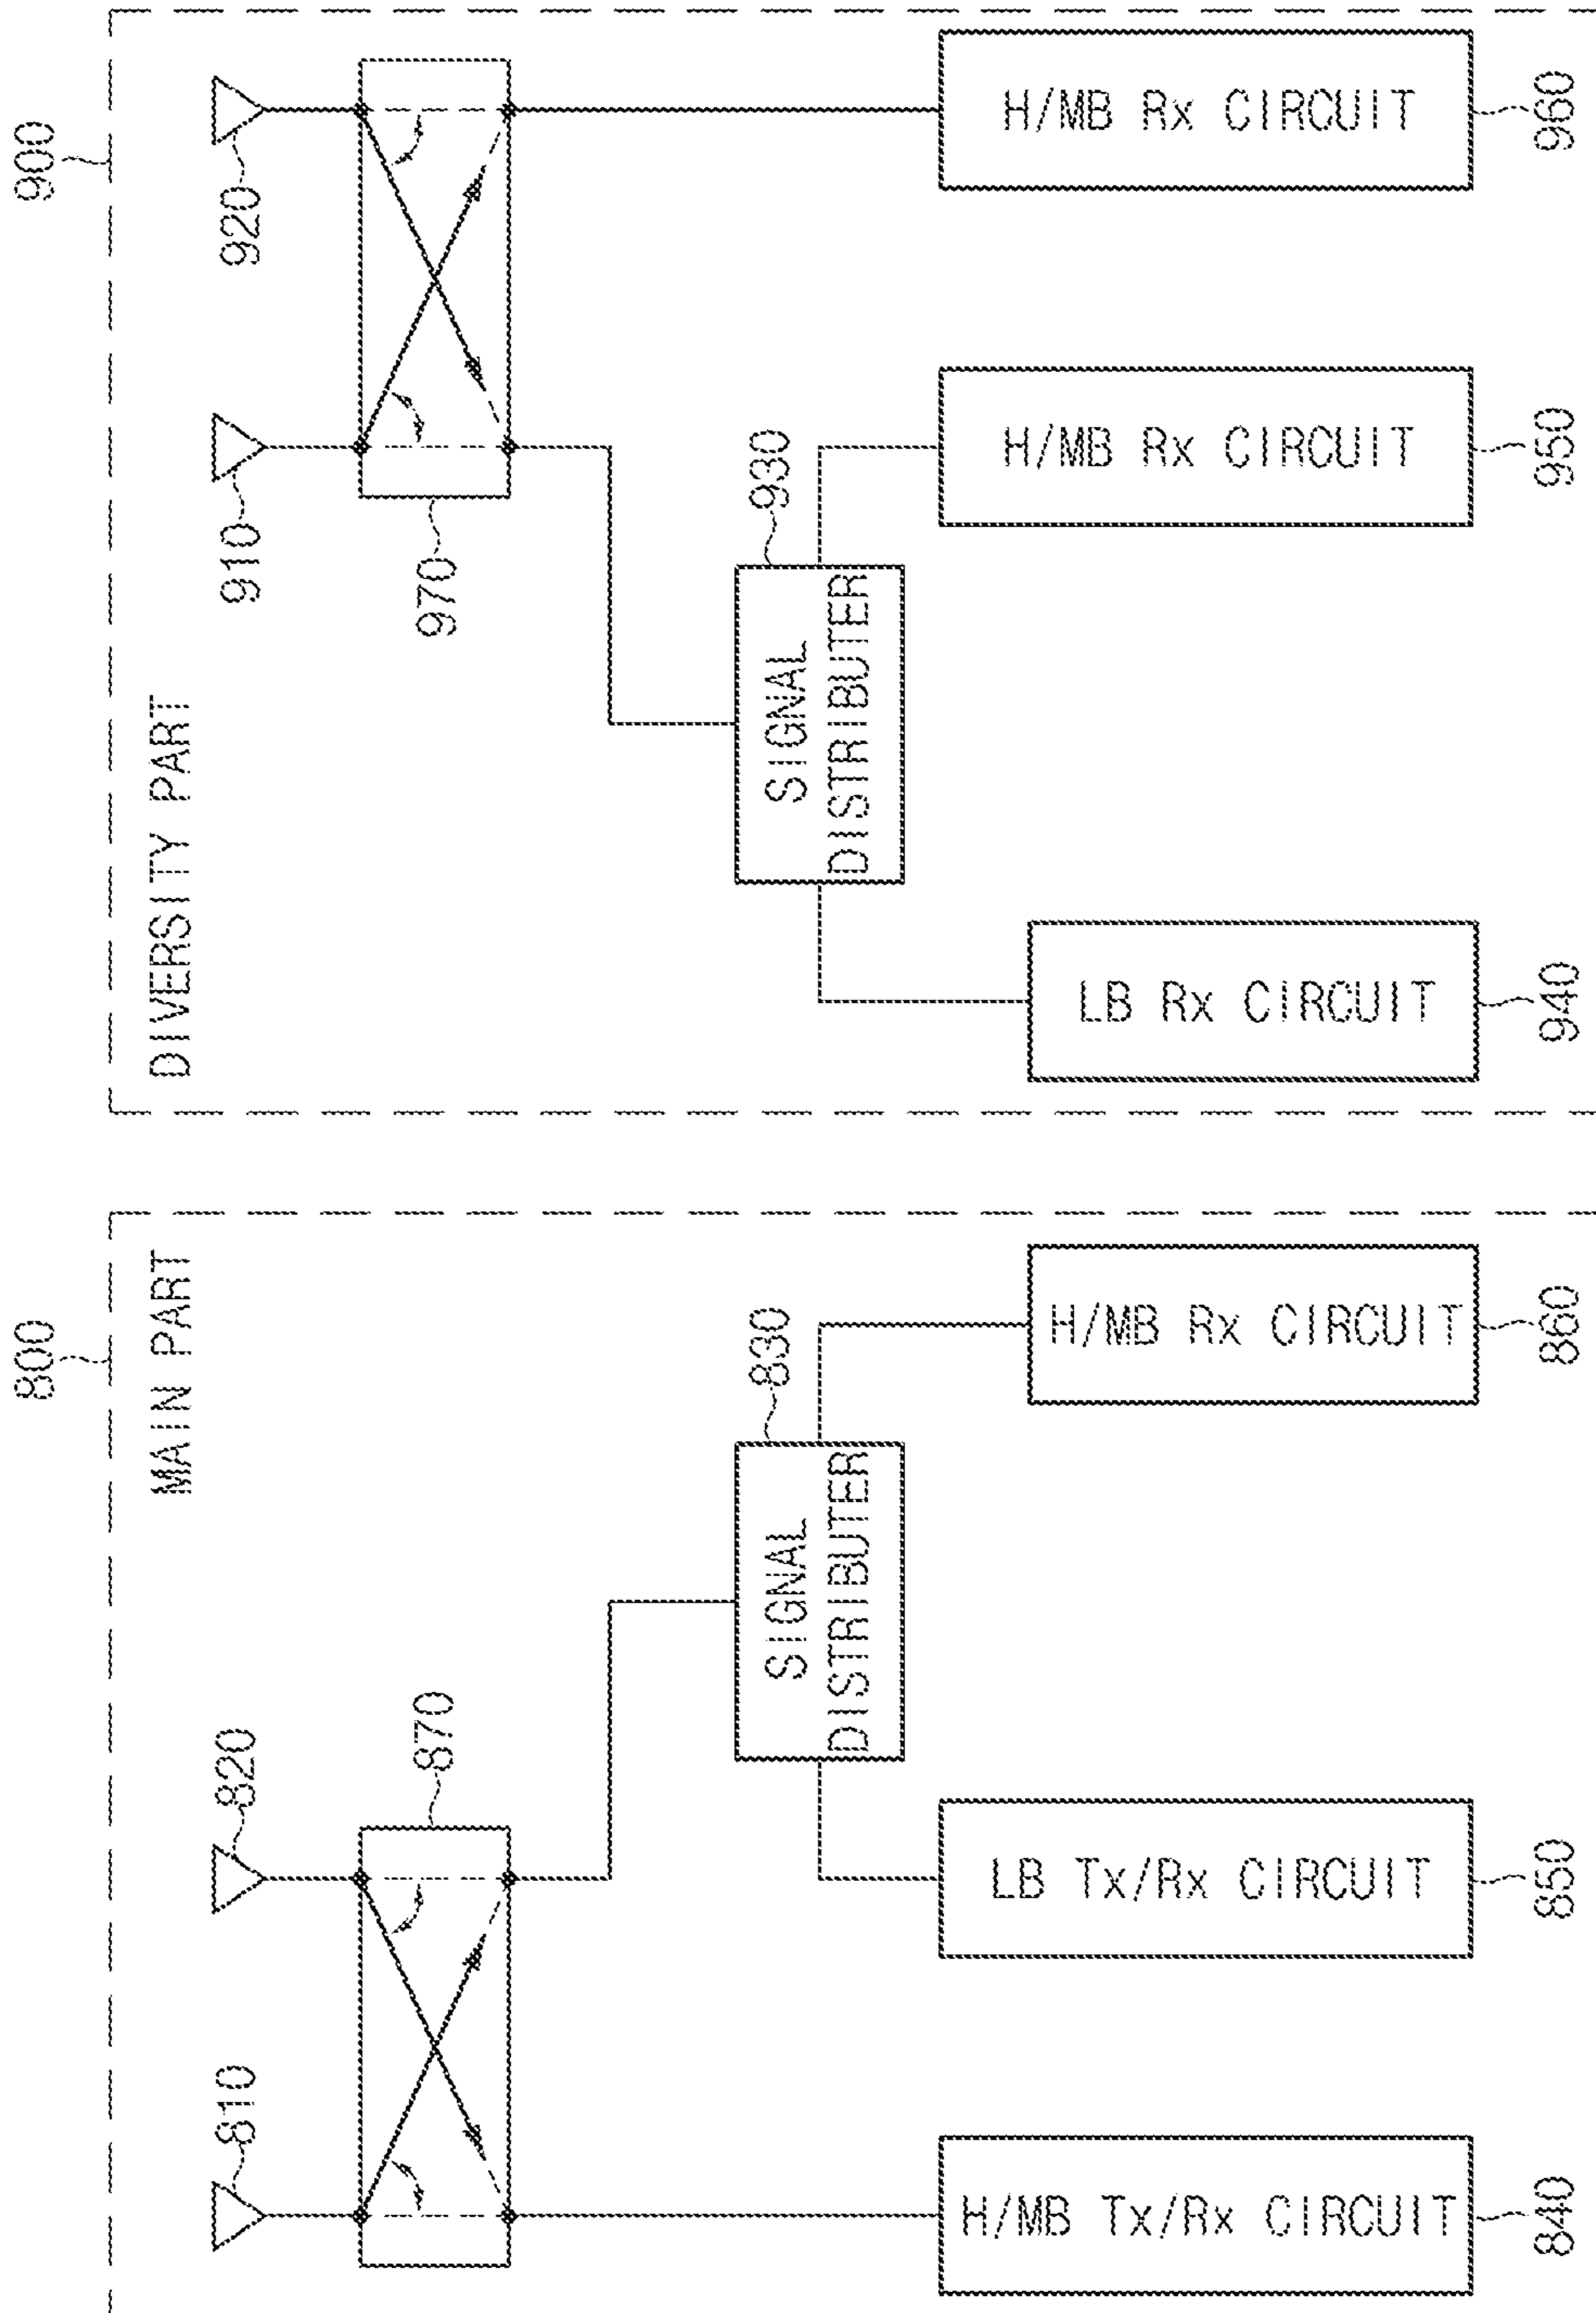 800
900
MAIN PART
DIVERSITY PART
810
820
910
920
870
970
SIGNAL
DISTRIBUTER
830
SIGNAL
DISTRIBUTER
930
H/MB Tx/Rx CIRCUIT
LB Tx/Rx CIRCUIT
H/MB Rx CIRCUIT
LB Rx CIRCUIT
H/MB Rx CIRCUIT
H/MB Rx CIRCUIT
840
850
860
940
950
960